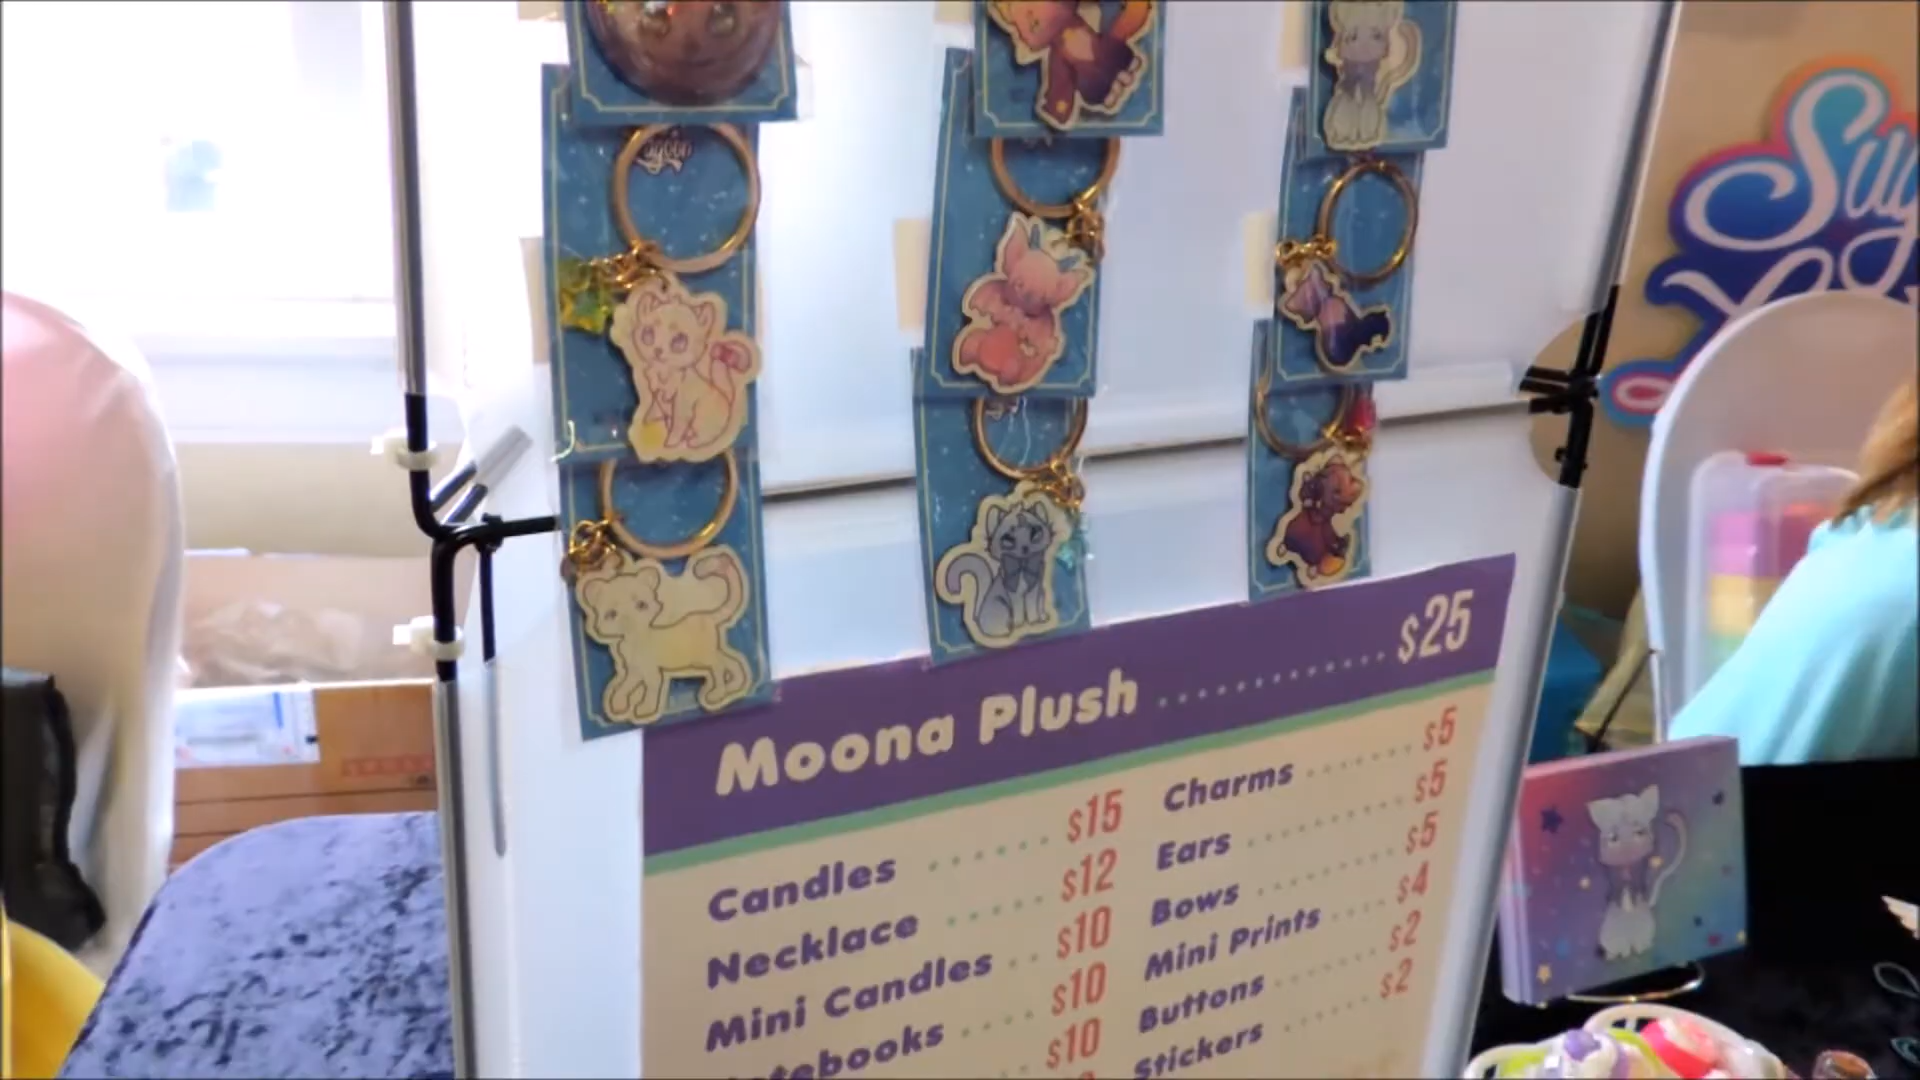 Moona Plush $25
Candles $15
Necklace $12
Mini Candles $10
$10
$10
Charms $5
Ears $5
Bows $5
Mini Prints $4
Buttons $2
Stickers $2